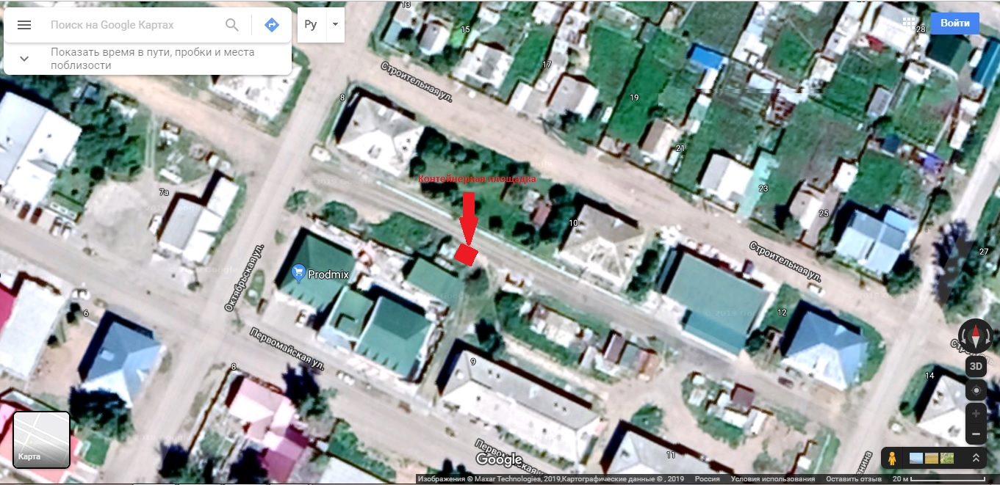 Поиск на Google Картах
Ру
Показать время в пути, пробки и места
поблизости
Войти
13
15
28
17
Строительная ул.
8
19
21
Контейнерная площадка
23
7а
25
10
27
Строительная ул.
Октябрьская ул.
Prodmix
6
12
Первомайская ул.
9
3D
8
14
Карта
11
Google
Изображения © Maxar Technologies, 2019,Картографические данные © , 2019
Россия
Условия использования
Оставить отзыв
20 м